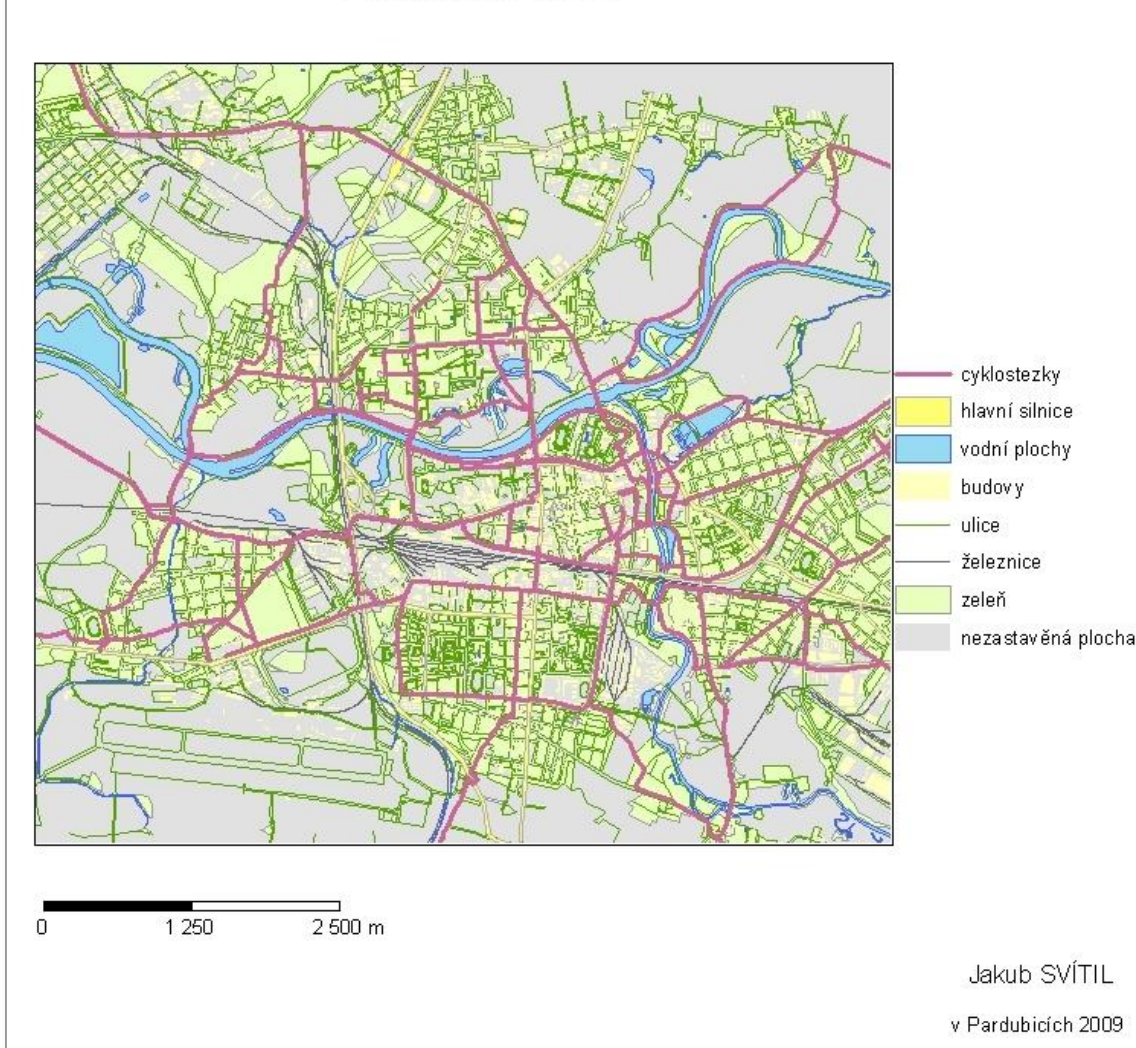 cyklostezky
hlavní silnice
vodní plochy
budovy
ulice
železnice
zeleň
nezastavěná plocha
0 1 250 2 500 m
Jakub SVÍTIL
v Pardubicích 2009